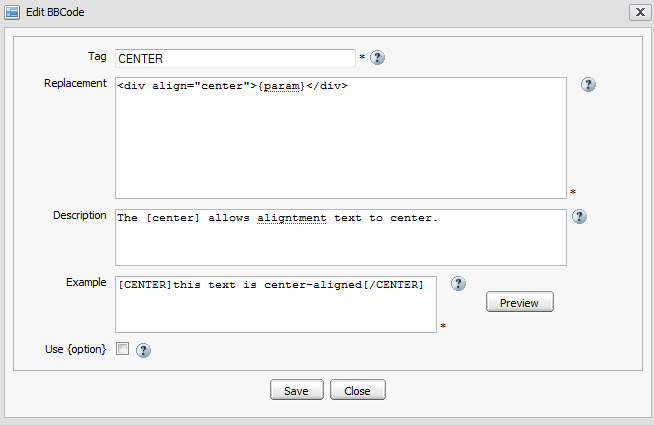 Edit BBCode
Tag CENTER * ?
Replacement <div align="center">{param}</div> ?
*
Description The [center] allows aligntment text to center. ?
Example [CENTER]this text is center-aligned[/CENTER] ?
Preview
*
Use {option} ?
Save Close